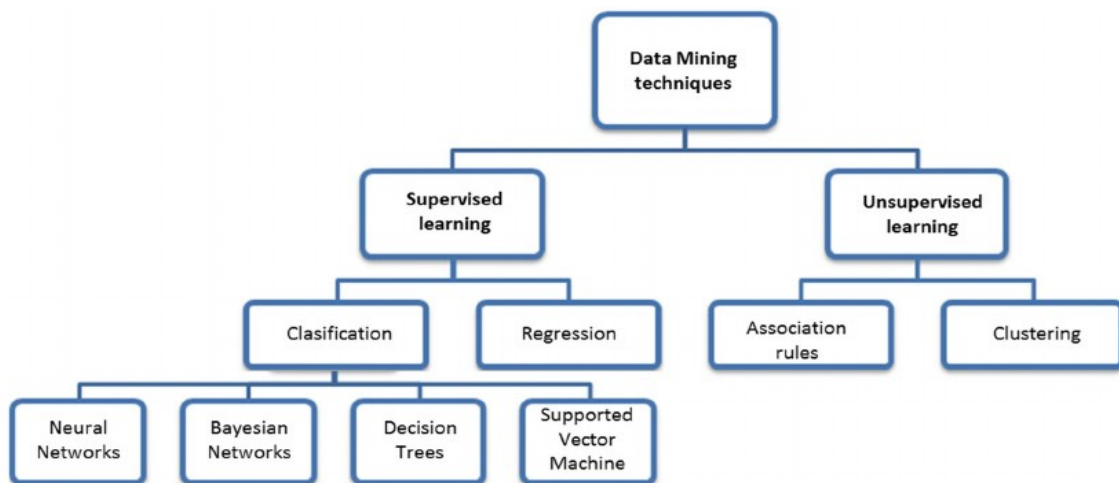 Data Mining
techniques
Supervised
learning
Unsupervised
learning
Clasification
Regression
Association
rules
Clustering
Neural
Networks
Bayesian
Networks
Decision
Trees
Supported
Vector
Machine